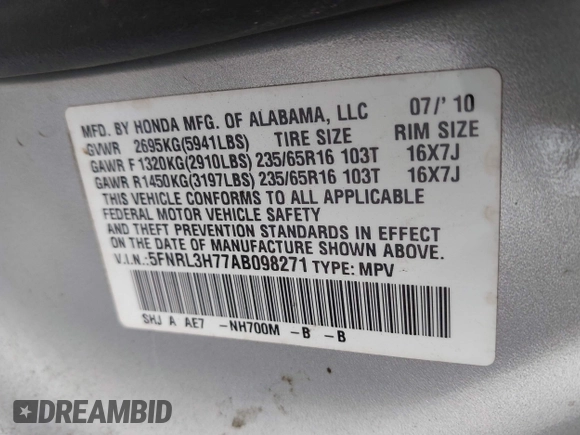 MFD. BY HONDA MFG. OF ALABAMA, LLC 07/' 10
GVWR 2695KG(5941LBS) TIRE SIZE RIM SIZE
GAWR F1320KG(2910LBS) 235/65R16 103T 16X7J
GAWR R1450KG(3197LBS) 235/65R16 103T 16X7J
THIS VEHICLE CONFORMS TO ALL APPLICABLE
FEDERAL MOTOR VEHICLE SAFETY
AND THEFT PREVENTION STANDARDS IN EFFECT
ON THE DATE OF MANUFACTURE SHOWN ABOVE.
V.I.N.:5FNRL3H77AB098271 TYPE: MPV
SHJ A AE7 -NH700M -B -B
DREAMBID